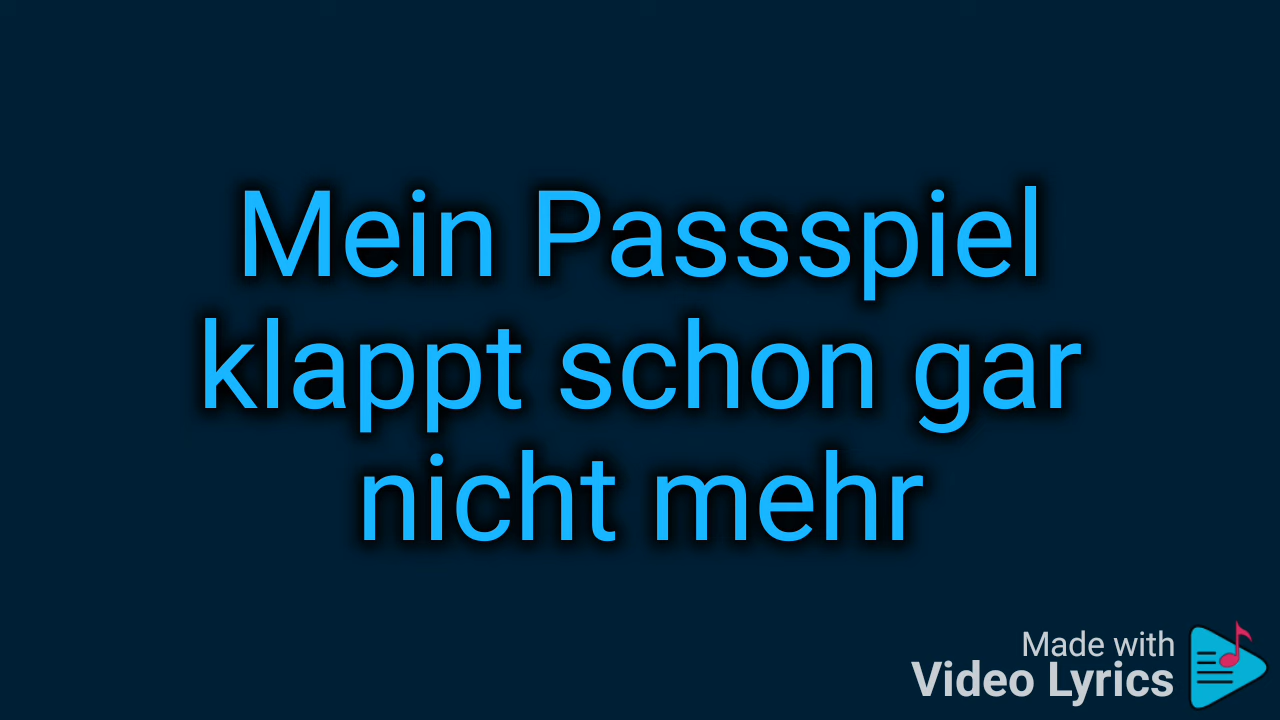 Mein Passspiel
klappt schon gar
nicht mehr
Made with
Video Lyrics